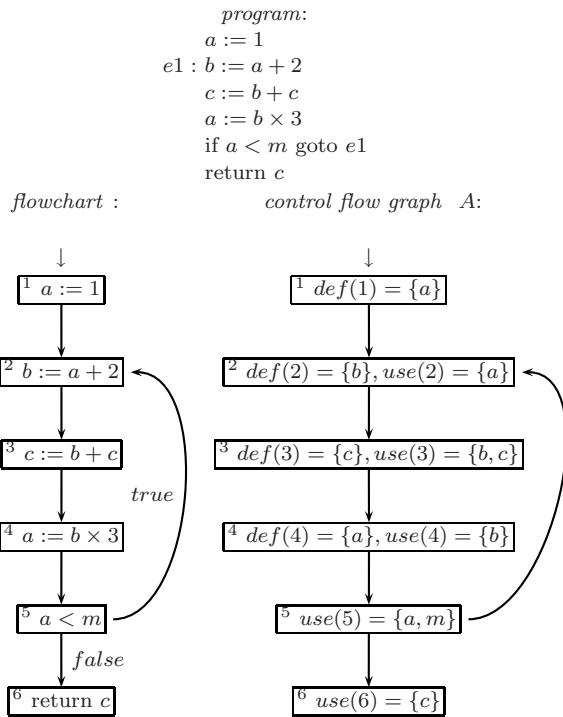 program:
a := 1
e1 : b := a + 2
c := b + c
a := b × 3
if a < m goto e1
return c
flowchart :
control flow graph A:
↓
↓
1 a := 1
1 def(1) = {a}
2 b := a + 2
2 def(2) = {b}, use(2) = {a}
3 c := b + c
3 def(3) = {c}, use(3) = {b, c}
true
4 a := b × 3
4 def(4) = {a}, use(4) = {b}
5 a < m
5 use(5) = {a, m}
false
6 return c
6 use(6) = {c}